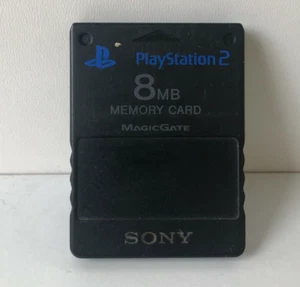 PlayStation 2
8MB
MEMORY CARD
MAGICGATE
SONY